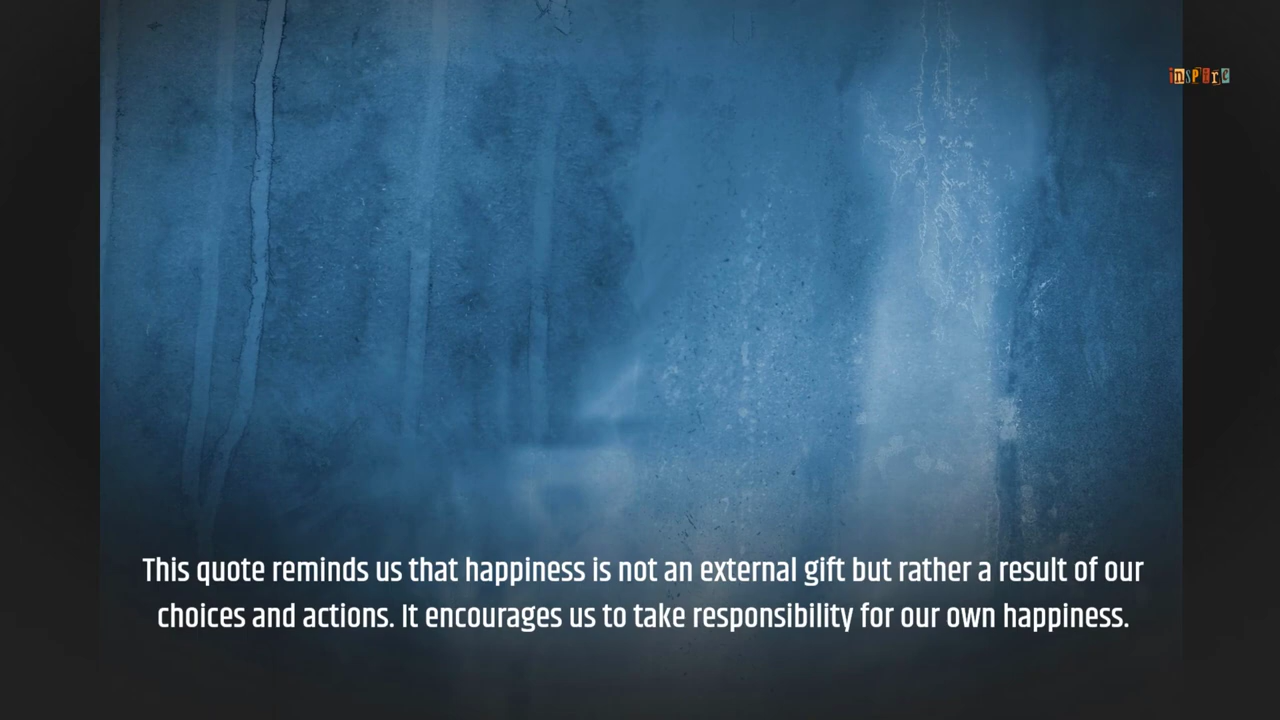 inspire
This quote reminds us that happiness is not an external gift but rather a result of our
choices and actions. It encourages us to take responsibility for our own happiness.